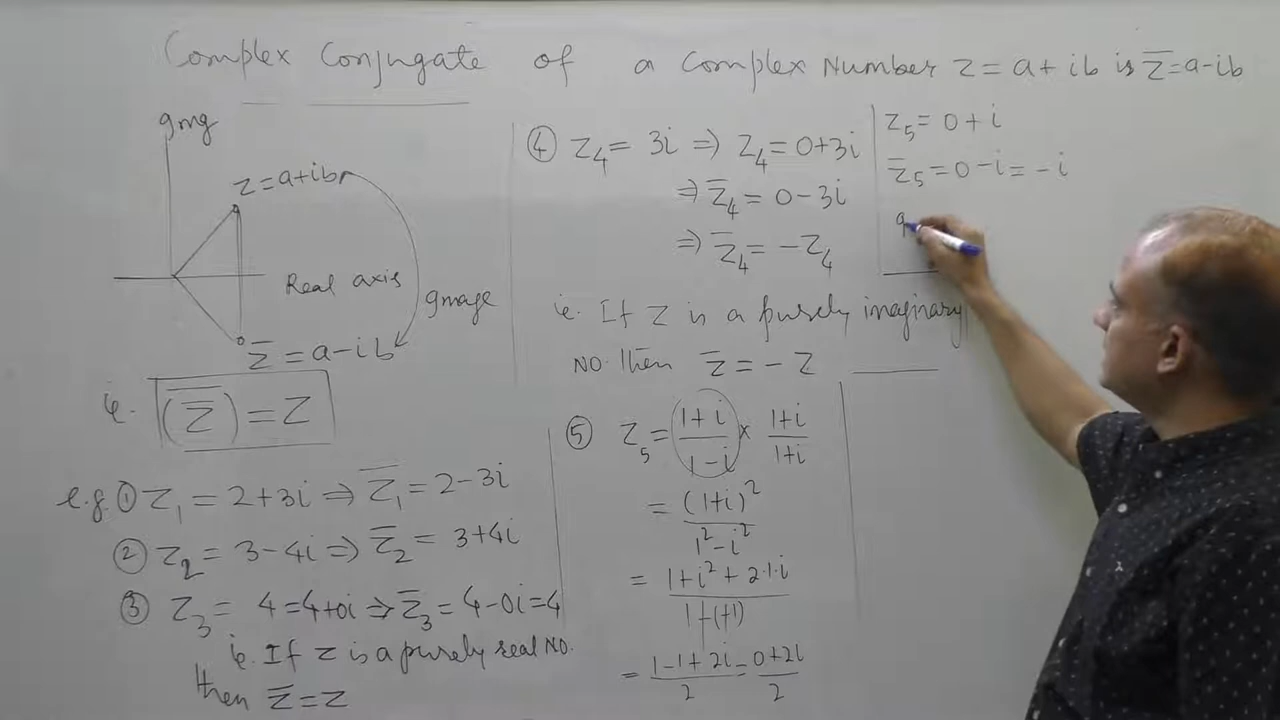 Complex Conjugate of a Complex Number z = a + ib is z̅ = a - ib
Img
z = a + ib
Real axis
Image
z̅ = a - ib
ie. (z̅)̅ = z
e.g. ① z₁ = 2 + 3i ⇒ z̅₁ = 2 - 3i
② z₂ = 3 - 4i ⇒ z̅₂ = 3 + 4i
③ z₃ = 4 = 4 + 0i ⇒ z̅₃ = 4 - 0i = 4
ie. If z is a purely real NO.
then z̅ = z
④ z₄ = 3i ⇒ z₄ = 0 + 3i
⇒ z̅₄ = 0 - 3i
⇒ z̅₄ = - z₄
ie. If z is a purely imaginary
NO. then z̅ = - z
⑤ z₅ = (1 + i)/(1 - i) × (1 + i)/(1 + i)
= (1 + i)²/(1² - i²)
= (1 + i² + 2·1·i)/(1 - (-1))
= (1 - 1 + 2i)/2 = (0 + 2i)/2
z₅ = 0 + i
z̅₅ = 0 - i = - i